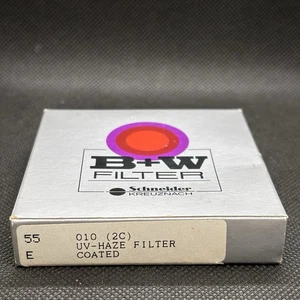 B+W
FILTER
Schneider
KREUZNACH
55 010 (2C)
UV-HAZE FILTER
E COATED